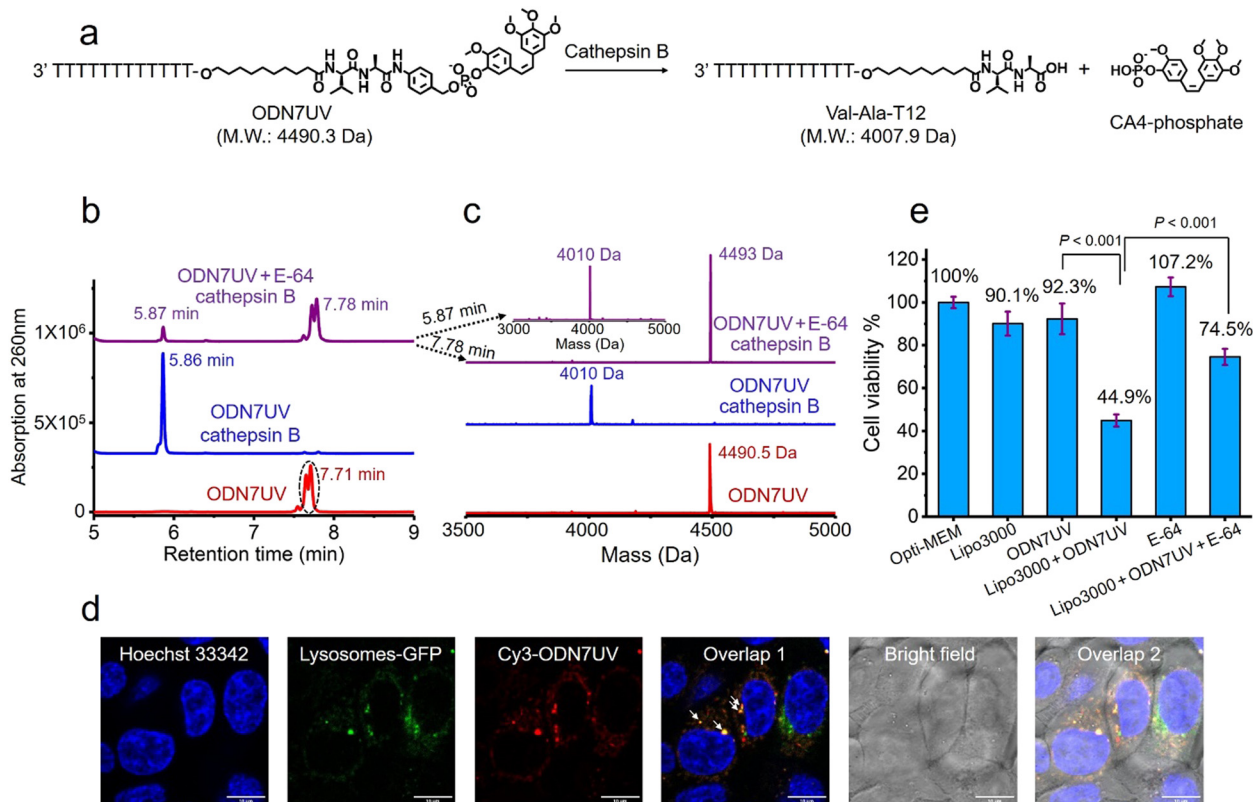 a
3' TTTTTTTTTTTT
ODN7UV
(M.W.: 4490.3 Da)
Cathepsin B
Val-Ala-T12
(M.W.: 4007.9 Da)
+
CA4-phosphate
b
Absorption at 260nm
1X10⁶
5X10⁵
0
ODN7UV + E-64
cathepsin B
5.87 min
7.78 min
5.86 min
ODN7UV
cathepsin B
ODN7UV
7.71 min
5 6 7 8 9
Retention time (min)
5.87 min
7.78 min
c
4010 Da
4493 Da
3000 4000 5000
Mass (Da)
ODN7UV + E-64
cathepsin B
4010 Da
ODN7UV
cathepsin B
4490.5 Da
ODN7UV
3500 4000 4500 5000
Mass (Da)
e
P < 0.001
P < 0.001
Cell viability %
120
100
80
60
40
20
0
100%
90.1%
92.3%
44.9%
107.2%
74.5%
Opti-MEM
Lipo3000
ODN7UV
Lipo3000 + ODN7UV
E-64
Lipo3000 + ODN7UV + E-64
d
Hoechst 33342
Lysosomes-GFP
Cy3-ODN7UV
Overlap 1
Bright field
Overlap 2